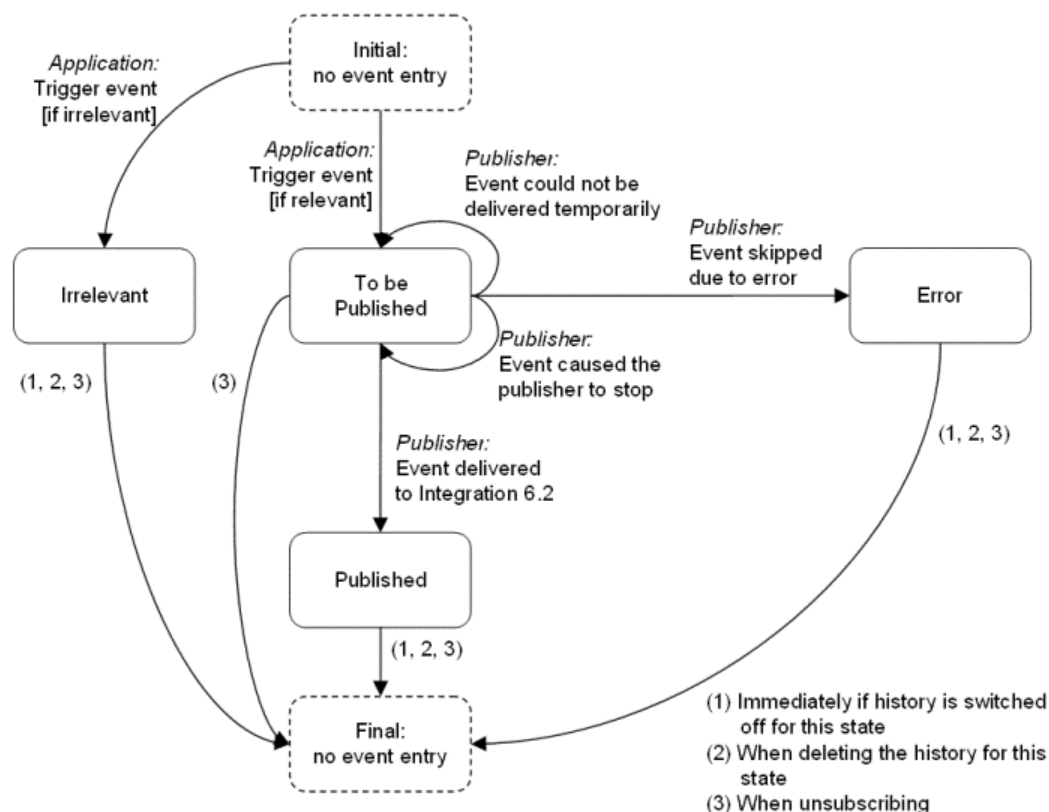 Initial:
no event entry
Application:
Trigger event
[if irrelevant]
Application:
Trigger event
[if relevant]
Publisher:
Event could not be
delivered temporarily
Publisher:
Event skipped
due to error
Irrelevant
To be
Published
Error
Publisher:
Event caused the
publisher to stop
(1, 2, 3)
(3)
(1, 2, 3)
Publisher:
Event delivered
to Integration 6.2
Published
(1, 2, 3)
Final:
no event entry
(1) Immediately if history is switched
off for this state
(2) When deleting the history for this
state
(3) When unsubscribing